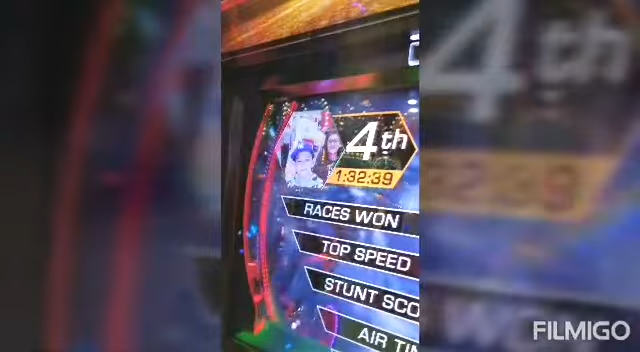 4th
1:32:39
RACES WON
TOP SPEED
STUNT SCO
AIR TIM
FILMIGO